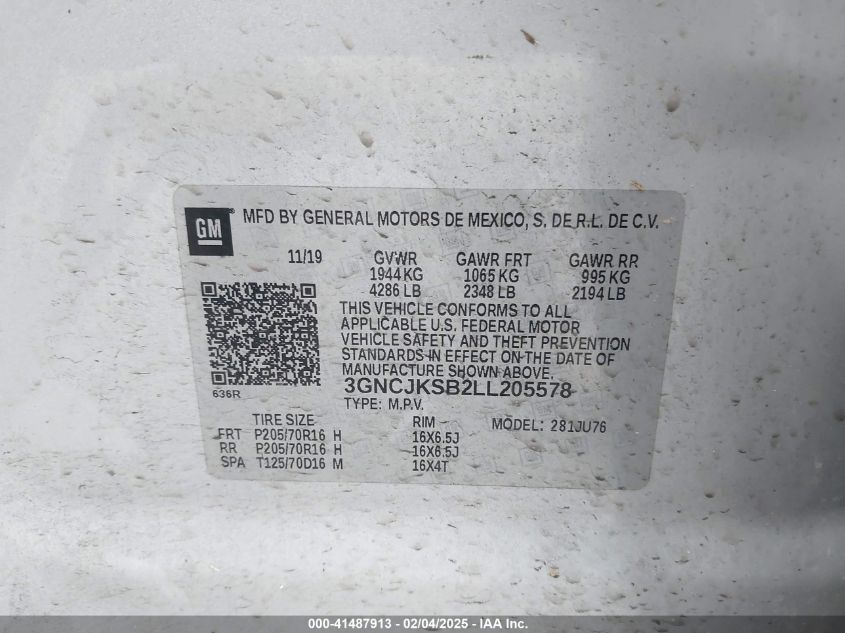 GM® MFD BY GENERAL MOTORS DE MEXICO, S. DE R.L. DE C.V.
11/19 GVWR GAWR FRT GAWR RR
1944 KG 1065 KG 995 KG
4286 LB 2348 LB 2194 LB
THIS VEHICLE CONFORMS TO ALL
APPLICABLE U.S. FEDERAL MOTOR
VEHICLE SAFETY AND THEFT PREVENTION
STANDARDS IN EFFECT ON THE DATE OF
MANUFACTURE SHOWN ABOVE.
3GNCJKSB2LL205578
636R
TYPE: M.P.V.
TIRE SIZE RIM MODEL: 281JU76
FRT P205/70R16 H 16X6.5J
RR P205/70R16 H 16X6.5J
SPA T125/70D16 M 16X4T
000-41487913 - 02/04/2025 - IAA Inc.